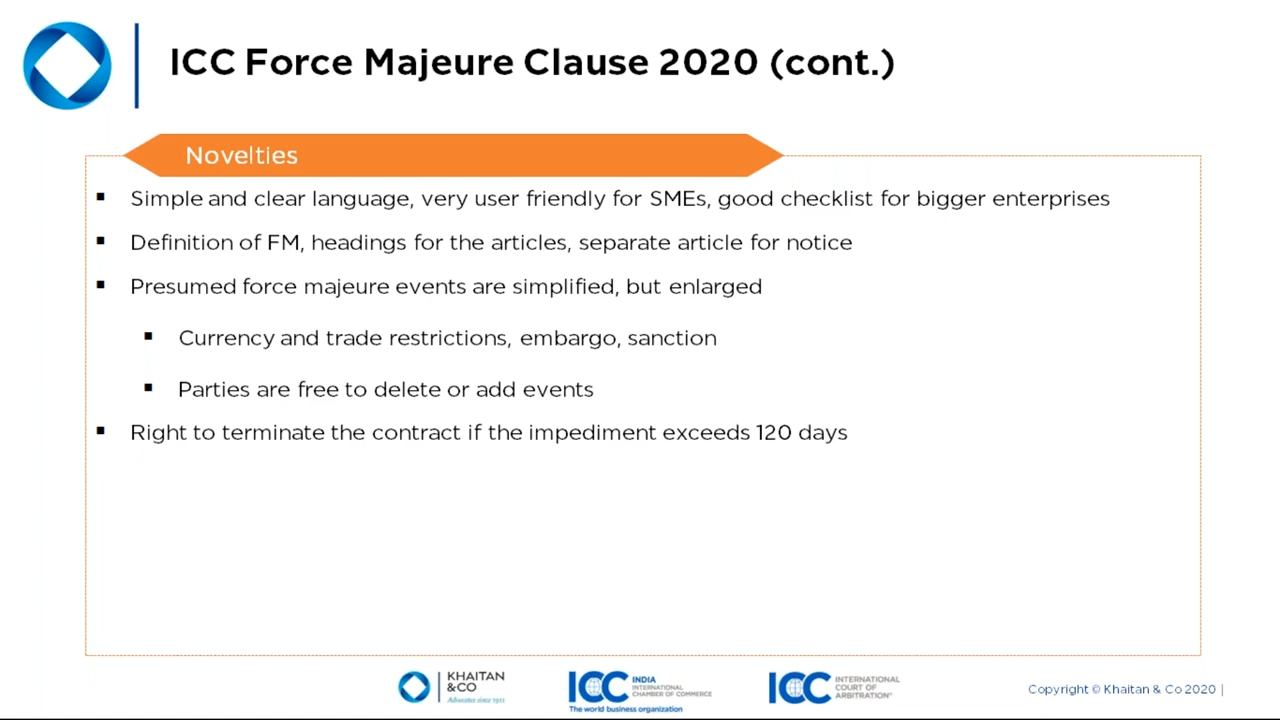 ICC Force Majeure Clause 2020 (cont.)
Novelties
Simple and clear language, very user friendly for SMEs, good checklist for bigger enterprises
Definition of FM, headings for the articles, separate article for notice
Presumed force majeure events are simplified, but enlarged
Currency and trade restrictions, embargo, sanction
Parties are free to delete or add events
Right to terminate the contract if the impediment exceeds 120 days
KHAITAN
&CO
Advocates since 1911
ICC INDIA
INTERNATIONAL
CHAMBER OF COMMERCE
The world business organization
ICC INTERNATIONAL
COURT OF
ARBITRATION®
Copyright © Khaitan & Co 2020 |